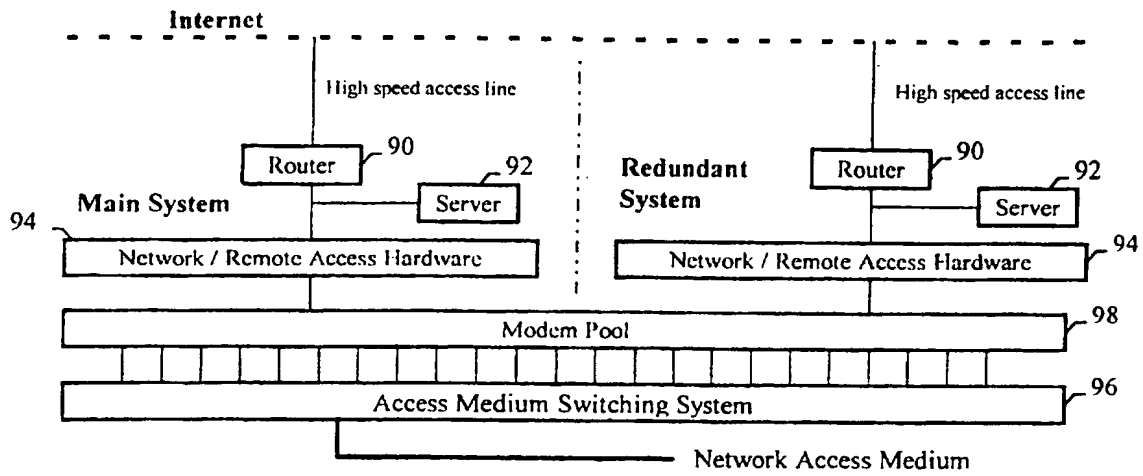 Internet
High speed access line
High speed access line
Router
90
Router
90
Main System
Server
92
Redundant
System
Server
92
94
Network / Remote Access Hardware
Network / Remote Access Hardware
94
Modem Pool
98
Access Medium Switching System
96
Network Access Medium